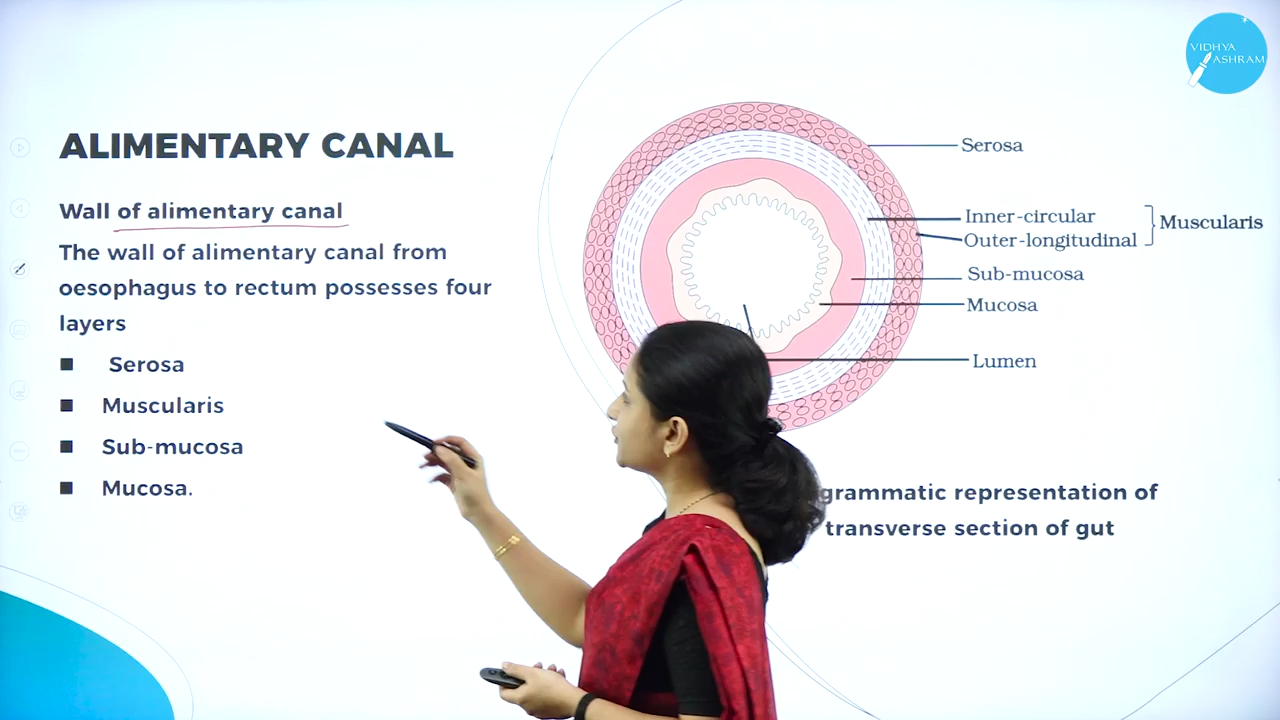 VIDHYA
ASHRAM
ALIMENTARY CANAL
Wall of alimentary canal
The wall of alimentary canal from
oesophagus to rectum possesses four
layers
■ Serosa
■ Muscularis
■ Sub-mucosa
■ Mucosa.
Serosa
Inner-circular
Outer-longitudinal
Muscularis
Sub-mucosa
Mucosa
Lumen
grammatic representation of
transverse section of gut